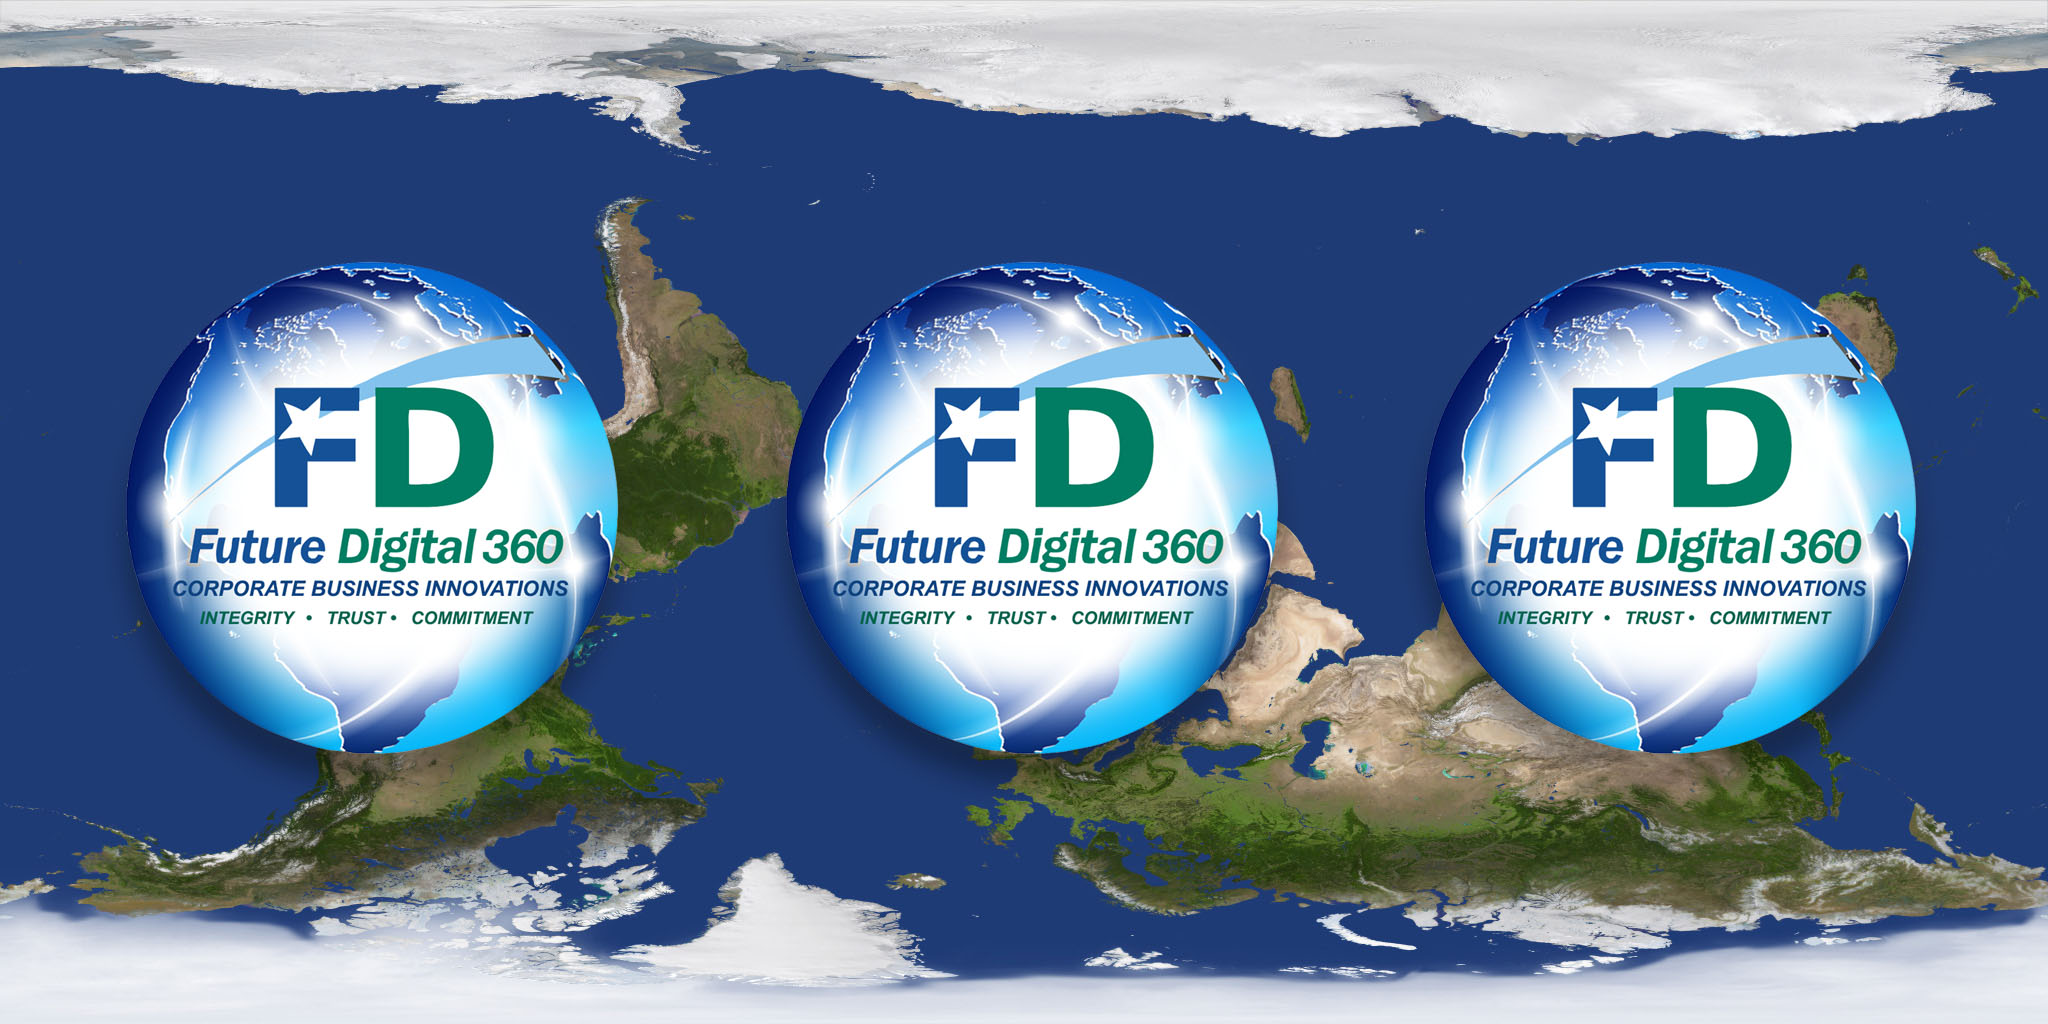 FD
Future Digital 360
CORPORATE BUSINESS INNOVATIONS
INTEGRITY • TRUST • COMMITMENT
FD
Future Digital 360
CORPORATE BUSINESS INNOVATIONS
INTEGRITY • TRUST • COMMITMENT
FD
Future Digital 360
CORPORATE BUSINESS INNOVATIONS
INTEGRITY • TRUST • COMMITMENT